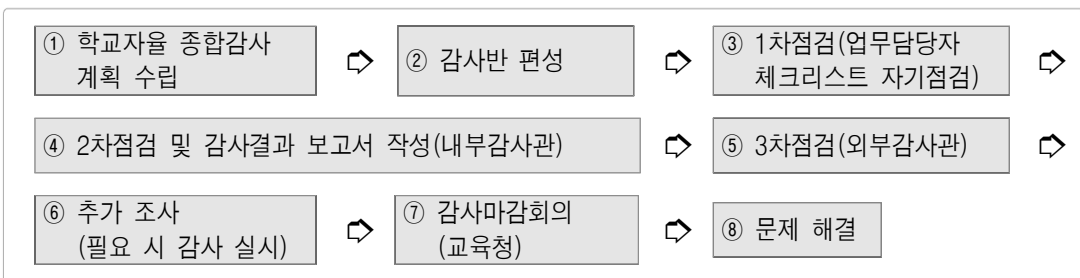 ① 학교자율 종합감사
계획 수립
② 감사반 편성
③ 1차점검(업무담당자
체크리스트 자기점검)
④ 2차점검 및 감사결과 보고서 작성(내부감사관)
⑤ 3차점검(외부감사관)
⑥ 추가 조사
(필요 시 감사 실시)
⑦ 감사마감회의
(교육청)
⑧ 문제 해결